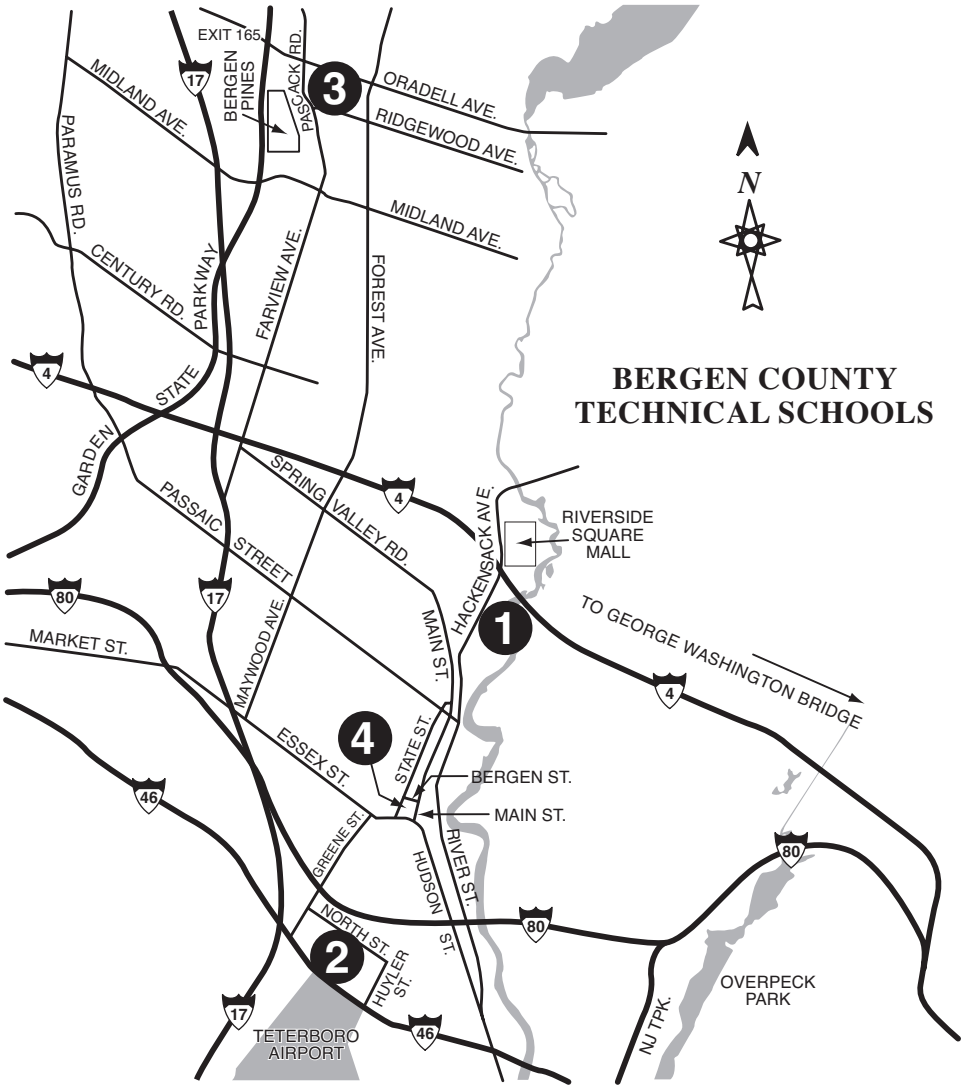 EXIT 165
17
BERGEN
PINES
PASCACK RD.
3
ORADELL AVE.
RIDGEWOOD AVE.
MIDLAND AVE.
PARAMUS RD.
N
MIDLAND AVE.
CENTURY RD.
PARKWAY
FARVIEW AVE.
FOREST AVE.
4
STATE
GARDEN
BERGEN COUNTY
TECHNICAL SCHOOLS
SPRING VALLEY RD.
4
PASSAIC STREET
HACKENSACK AVE.
RIVERSIDE
SQUARE
MALL
80
17
MARKET ST.
MAYWOOD AVE.
MAIN ST.
1
TO GEORGE WASHINGTON BRIDGE
4
ESSEX ST.
4
STATE ST.
BERGEN ST.
MAIN ST.
46
GREENE ST.
HUDSON ST.
RIVER ST.
80
80
NORTH ST.
2
HUYLER
ST.
OVERPECK
PARK
NJ TPK.
17
TETERBORO
AIRPORT
46